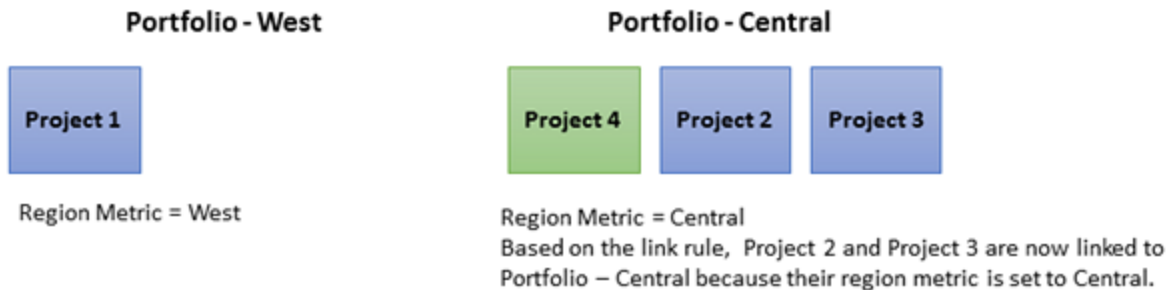 Portfolio - West
Portfolio - Central
Project 1
Project 4
Project 2
Project 3
Region Metric = West
Region Metric = Central
Based on the link rule,  Project 2 and Project 3 are now linked to
Portfolio – Central because their region metric is set to Central.